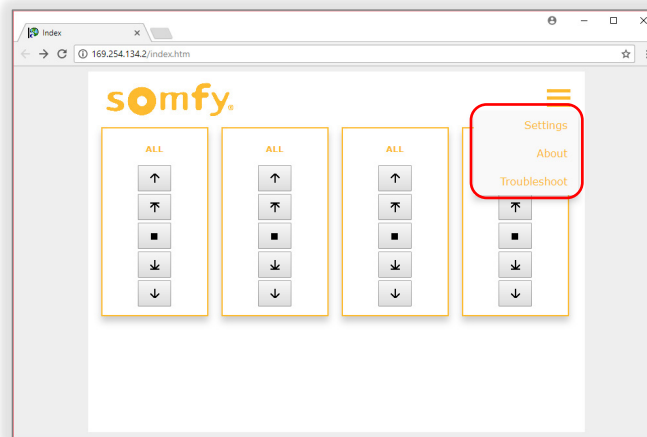 Index
169.254.134.2/index.htm
somfy®
Settings
About
Troubleshoot
ALL
ALL
ALL